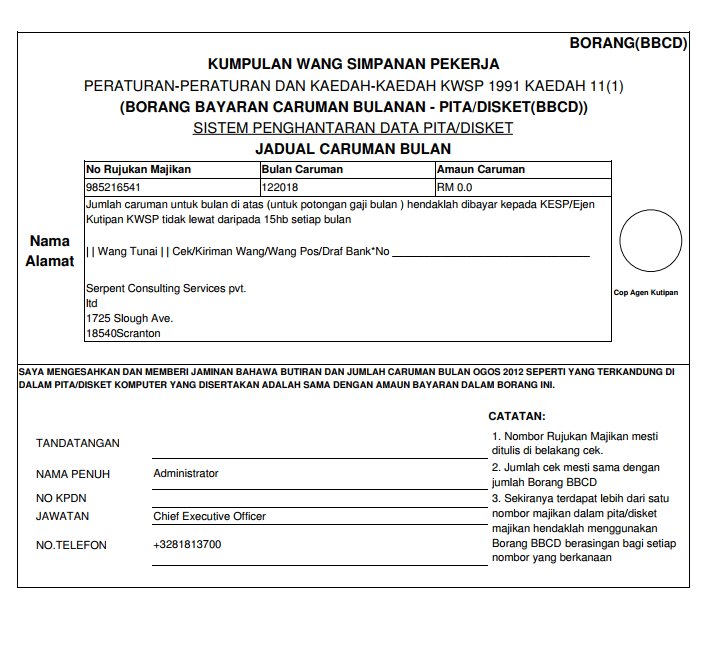 BORANG(BBCD)
KUMPULAN WANG SIMPANAN PEKERJA
PERATURAN-PERATURAN DAN KAEDAH-KAEDAH KWSP 1991 KAEDAH 11(1)
(BORANG BAYARAN CARUMAN BULANAN - PITA/DISKET(BBCD))
SISTEM PENGHANTARAN DATA PITA/DISKET
JADUAL CARUMAN BULAN
No Rujukan Majikan Bulan Caruman Amaun Caruman
985216541 122018 RM 0.0
Jumlah caruman untuk bulan di atas (untuk potongan gaji bulan ) hendaklah dibayar kepada KESP/Ejen
Kutipan KWSP tidak lewat daripada 15hb setiap bulan
Nama
Alamat
| | Wang Tunai | | Cek/Kiriman Wang/Wang Pos/Draf Bank*No
Serpent Consulting Services pvt.
ltd
1725 Slough Ave.
18540Scranton
Cop Agen Kutipan
SAYA MENGESAHKAN DAN MEMBERI JAMINAN BAHAWA BUTIRAN DAN JUMLAH CARUMAN BULAN OGOS 2012 SEPERTI YANG TERKANDUNG DI
DALAM PITA/DISKET KOMPUTER YANG DISERTAKAN ADALAH SAMA DENGAN AMAUN BAYARAN DALAM BORANG INI.
TANDATANGAN
NAMA PENUH Administrator
NO KPDN
JAWATAN Chief Executive Officer
NO.TELEFON +3281813700
CATATAN:
1. Nombor Rujukan Majikan mesti
ditulis di belakang cek.
2. Jumlah cek mesti sama dengan
jumlah Borang BBCD
3. Sekiranya terdapat lebih dari satu
nombor majikan dalam pita/disket
majikan hendaklah menggunakan
Borang BBCD berasingan bagi setiap
nombor yang berkanaan